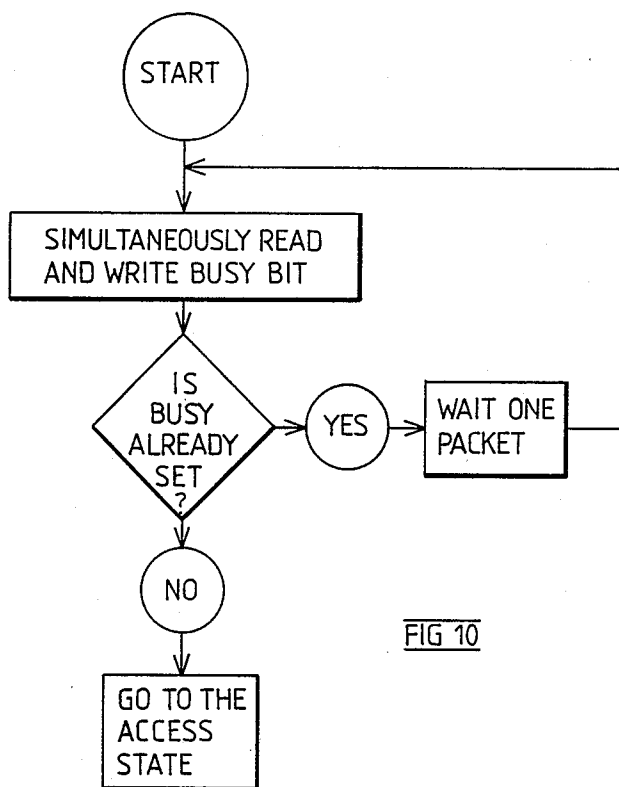 START
SIMULTANEOUSLY READ
AND WRITE BUSY BIT
IS
BUSY
ALREADY
SET
?
YES
WAIT ONE
PACKET
NO
FIG 10
GO TO THE
ACCESS
STATE